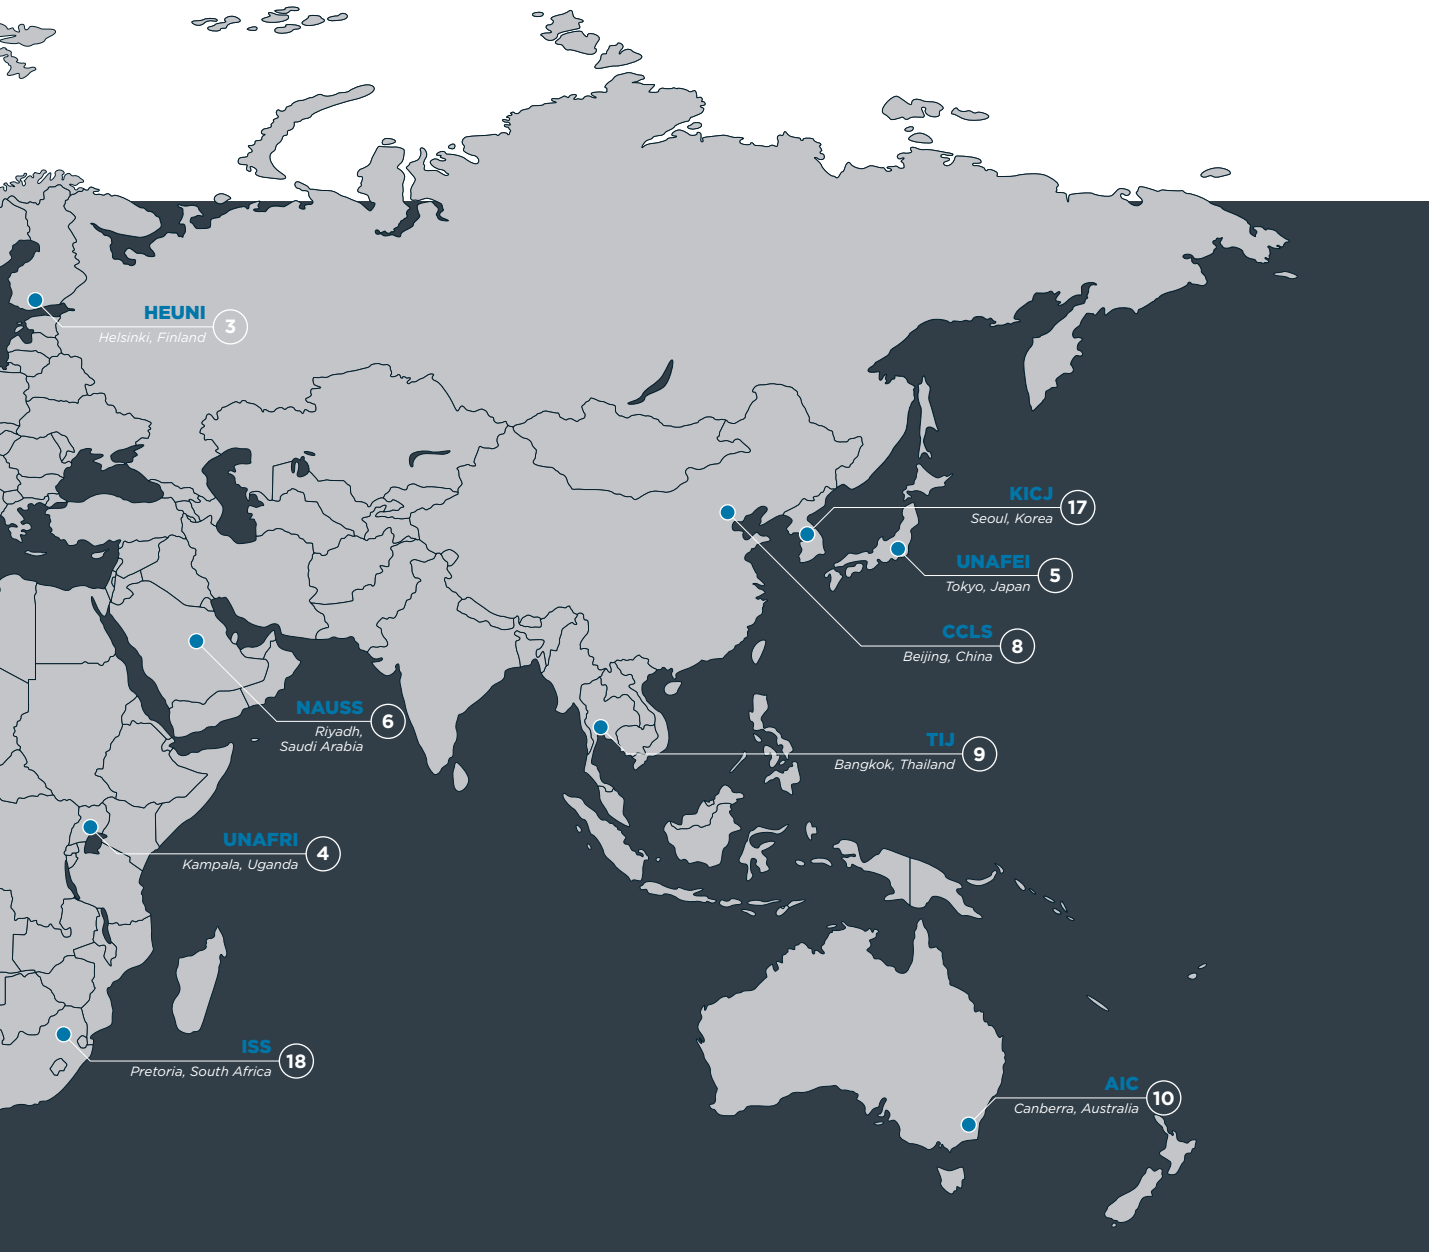 HEUNI
3
Helsinki, Finland
KICJ
17
Seoul, Korea
UNAFEI
5
Tokyo, Japan
CCLS
8
Beijing, China
NAUSS
6
Riyadh,
Saudi Arabia
TIJ
9
Bangkok, Thailand
UNAFRI
4
Kampala, Uganda
ISS
18
Pretoria, South Africa
AIC
10
Canberra, Australia